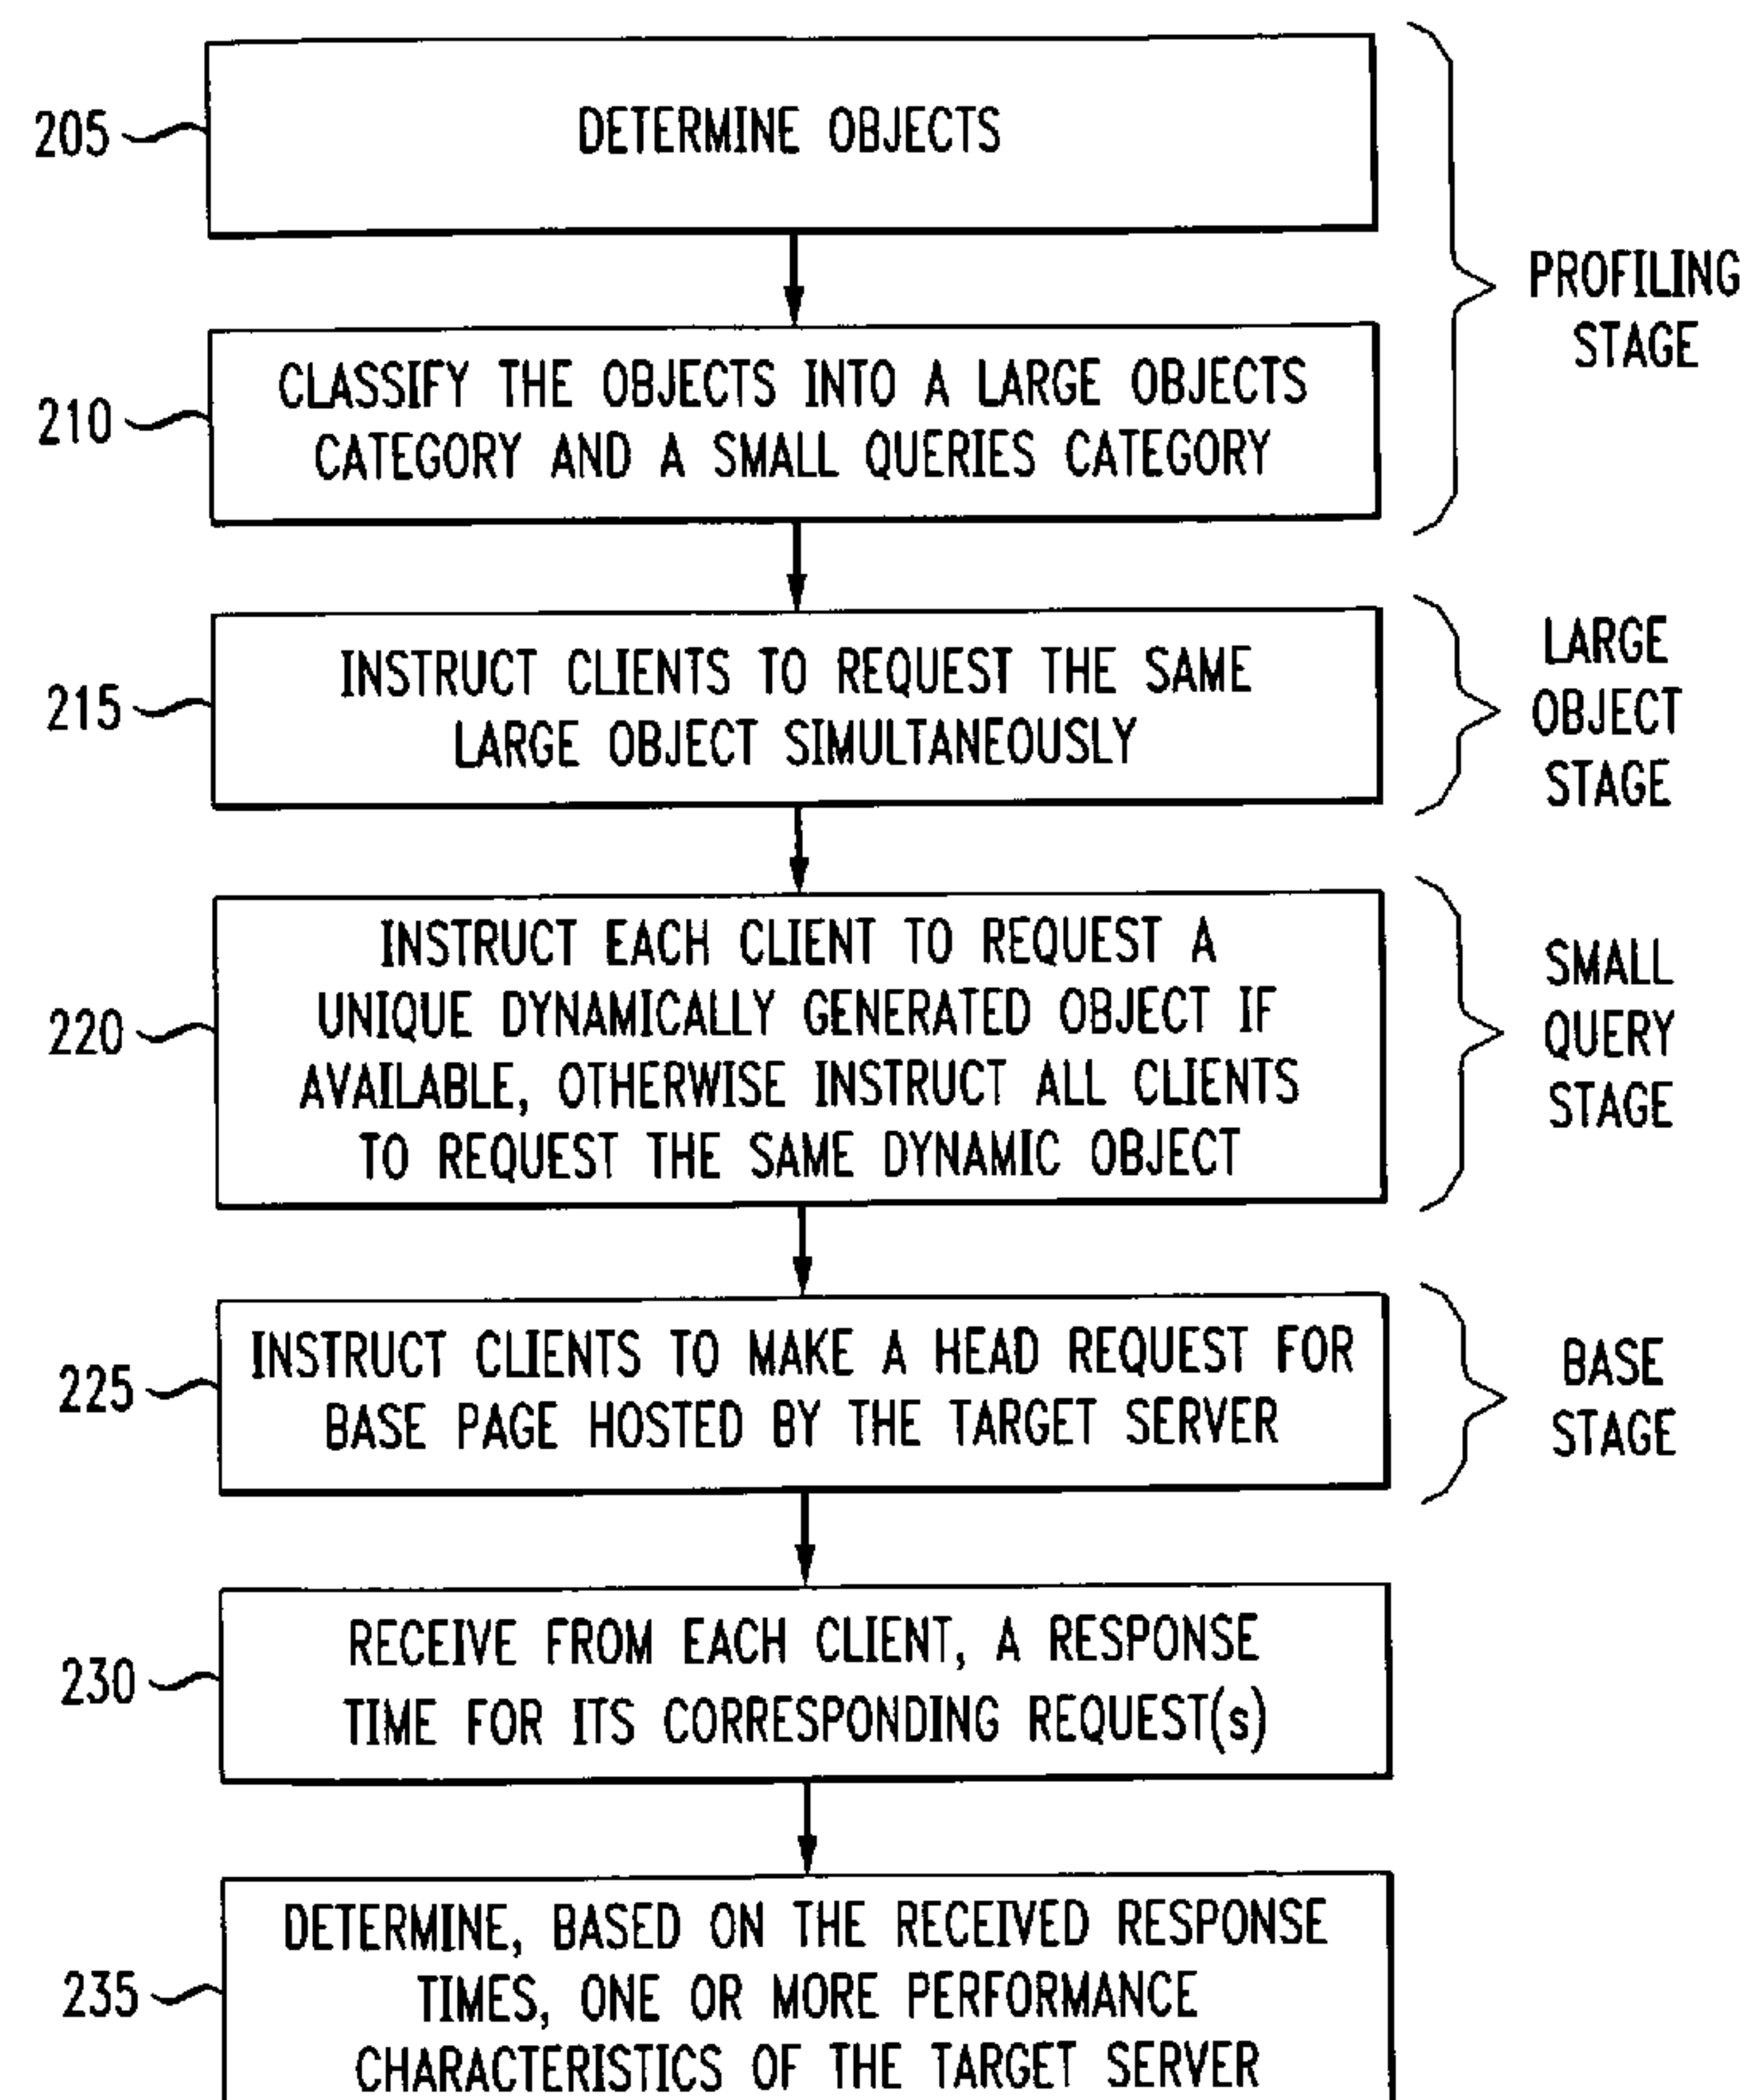 205
DETERMINE OBJECTS
PROFILING
STAGE
210
CLASSIFY THE OBJECTS INTO A LARGE OBJECTS
CATEGORY AND A SMALL QUERIES CATEGORY
215
INSTRUCT CLIENTS TO REQUEST THE SAME
LARGE OBJECT SIMULTANEOUSLY
LARGE
OBJECT
STAGE
220
INSTRUCT EACH CLIENT TO REQUEST A
UNIQUE DYNAMICALLY GENERATED OBJECT IF
AVAILABLE, OTHERWISE INSTRUCT ALL CLIENTS
TO REQUEST THE SAME DYNAMIC OBJECT
SMALL
QUERY
STAGE
225
INSTRUCT CLIENTS TO MAKE A HEAD REQUEST FOR
BASE PAGE HOSTED BY THE TARGET SERVER
BASE
STAGE
230
RECEIVE FROM EACH CLIENT, A RESPONSE
TIME FOR ITS CORRESPONDING REQUEST(s)
235
DETERMINE, BASED ON THE RECEIVED RESPONSE
TIMES, ONE OR MORE PERFORMANCE
CHARACTERISTICS OF THE TARGET SERVER